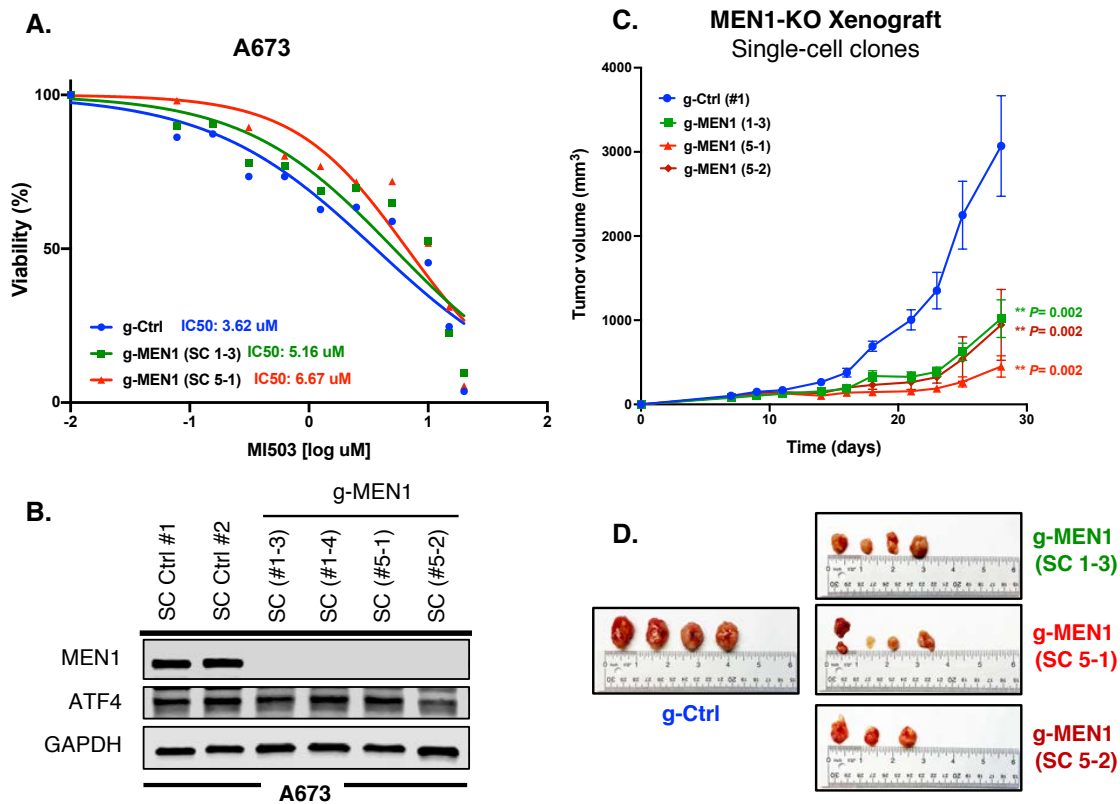 A.
A673
100
50
0
-2
-1
0
1
2
Viability (%)
MI503 [log uM]
g-Ctrl IC50: 3.62 uM
g-MEN1 (SC 1-3) IC50: 5.16 uM
g-MEN1 (SC 5-1) IC50: 6.67 uM
C.
MEN1-KO Xenograft
Single-cell clones
4000
3000
2000
1000
0
0
10
20
30
Tumor volume (mm³)
Time (days)
g-Ctrl (#1)
g-MEN1 (1-3)
g-MEN1 (5-1)
g-MEN1 (5-2)
** P= 0.002
** P= 0.002
** P= 0.002
B.
g-MEN1
SC Ctrl #1
SC Ctrl #2
SC (#1-3)
SC (#1-4)
SC (#5-1)
SC (#5-2)
MEN1
ATF4
GAPDH
A673
D.
g-Ctrl
g-MEN1
(SC 1-3)
g-MEN1
(SC 5-1)
g-MEN1
(SC 5-2)